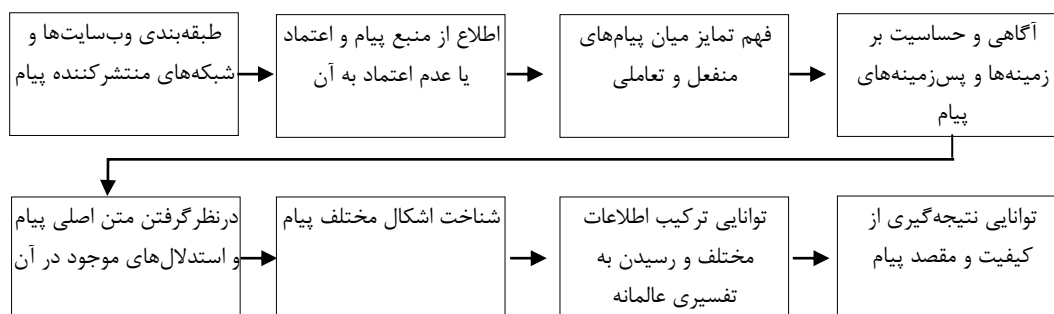 طبقه‌بندی وب‌سایت‌ها و
شبکه‌های منتشرکننده پیام
اطلاع از منبع پیام و اعتماد
یا عدم اعتماد به آن
فهم تمایز میان پیام‌های
منفعل و تعاملی
آگاهی و حساسیت بر
زمینه‌ها و پس‌زمینه‌های
پیام
درنظرگرفتن متن اصلی پیام
و استدلال‌های موجود در آن
شناخت اشکال مختلف پیام
توانایی ترکیب اطلاعات
مختلف و رسیدن به
تفسیری عالمانه
توانایی نتیجه‌گیری از
کیفیت و مقصد پیام